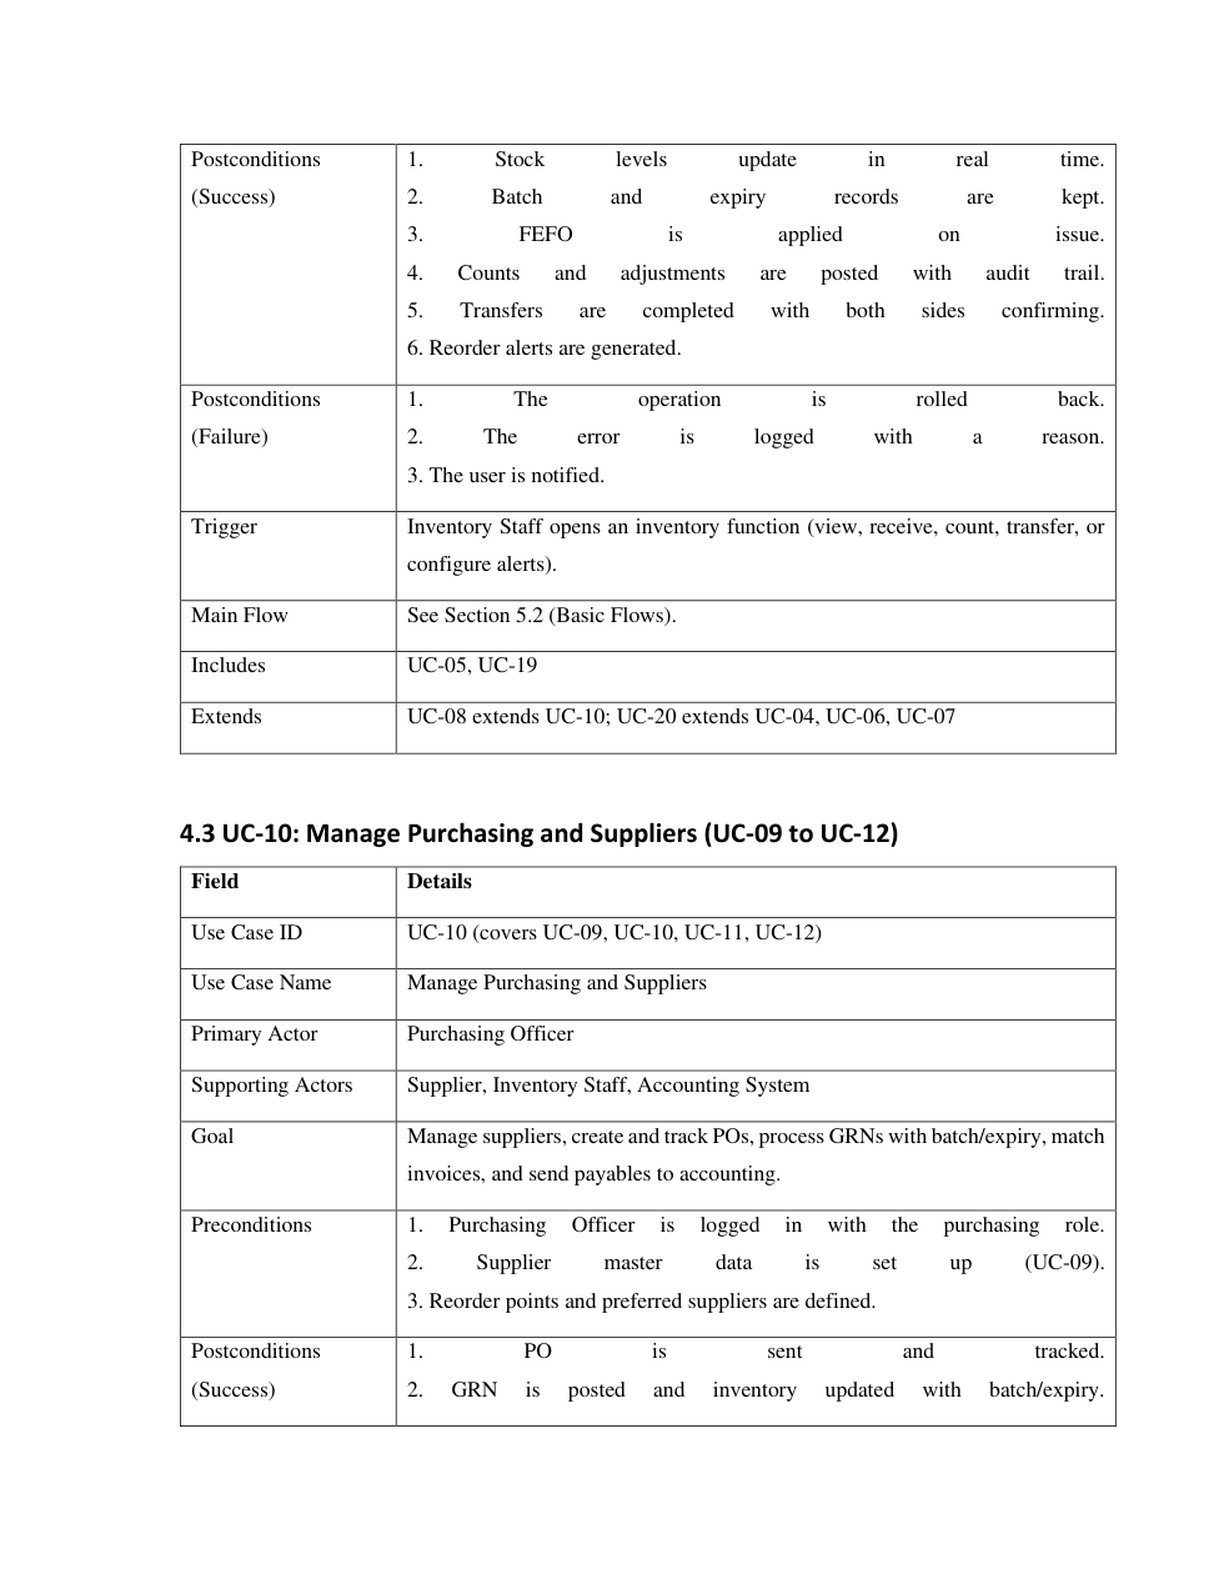 Postconditions
(Success)
1. Stock levels update in real time.
2. Batch and expiry records are kept.
3. FEFO is applied on issue.
4. Counts and adjustments are posted with audit trail.
5. Transfers are completed with both sides confirming.
6. Reorder alerts are generated.
Postconditions
(Failure)
1. The operation is rolled back.
2. The error is logged with a reason.
3. The user is notified.
Trigger
Inventory Staff opens an inventory function (view, receive, count, transfer, or
configure alerts).
Main Flow
See Section 5.2 (Basic Flows).
Includes
UC-05, UC-19
Extends
UC-08 extends UC-10; UC-20 extends UC-04, UC-06, UC-07
4.3 UC-10: Manage Purchasing and Suppliers (UC-09 to UC-12)
Field
Details
Use Case ID
UC-10 (covers UC-09, UC-10, UC-11, UC-12)
Use Case Name
Manage Purchasing and Suppliers
Primary Actor
Purchasing Officer
Supporting Actors
Supplier, Inventory Staff, Accounting System
Goal
Manage suppliers, create and track POs, process GRNs with batch/expiry, match
invoices, and send payables to accounting.
Preconditions
1. Purchasing Officer is logged in with the purchasing role.
2. Supplier master data is set up (UC-09).
3. Reorder points and preferred suppliers are defined.
Postconditions
(Success)
1. PO is sent and tracked.
2. GRN is posted and inventory updated with batch/expiry.